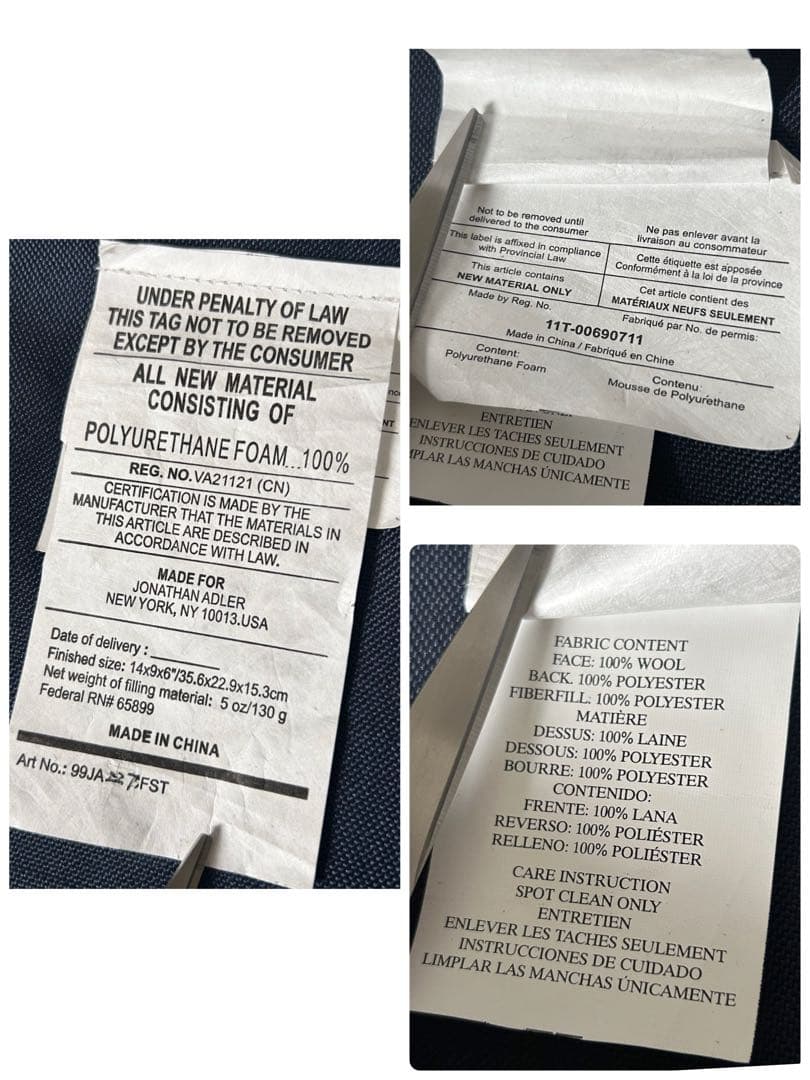 UNDER PENALTY OF LAW
THIS TAG NOT TO BE REMOVED
EXCEPT BY THE CONSUMER
ALL NEW MATERIAL
CONSISTING OF
POLYURETHANE FOAM...100%
REG. NO.VA21121 (CN)
CERTIFICATION IS MADE BY THE
MANUFACTURER THAT THE MATERIALS IN
THIS ARTICLE ARE DESCRIBED IN
ACCORDANCE WITH LAW.
MADE FOR
JONATHAN ADLER
NEW YORK, NY 10013.USA
Date of delivery :
Finished size: 14x9x6"/35.6x22.9x15.3cm
Net weight of filling material: 5 oz/130 g
Federal RN# 65899
MADE IN CHINA
Art No.: 99JA
FST
Not to be removed until
delivered to the consumer
This label is affixed in compliance
with Provincial Law
This article contains
NEW MATERIAL ONLY
Made by Reg. No.
Ne pas enlever avant la
livraison au consommateur
Cette étiquette est apposée
Conformément à la loi de la province
Cet article contient des
MATÉRIAUX NEUFS SEULEMENT
Fabriqué par No. de permis:
11T-00690711
Made in China / Fabriqué en Chine
Content:
Polyurethane Foam
Contenu:
Mousse de Polyuréthane
ENTRETIEN
ENLEVER LES TACHES SEULEMENT
INSTRUCCIONES DE CUIDADO
MPLAR LAS MANCHAS ÚNICAMENTE
FABRIC CONTENT
FACE: 100% WOOL
BACK. 100% POLYESTER
FIBERFILL: 100% POLYESTER
MATIÈRE
DESSUS: 100% LAINE
DESSOUS: 100% POLYESTER
BOURRE: 100% POLYESTER
CONTENIDO:
FRENTE: 100% LANA
REVERSO: 100% POLIÉSTER
RELLENO: 100% POLIÉSTER
CARE INSTRUCTION
SPOT CLEAN ONLY
ENTRETIEN
ENLEVER LES TACHES SEULEMENT
INSTRUCCIONES DE CUIDADO
LIMPLAR LAS MANCHAS ÚNICAMENTE